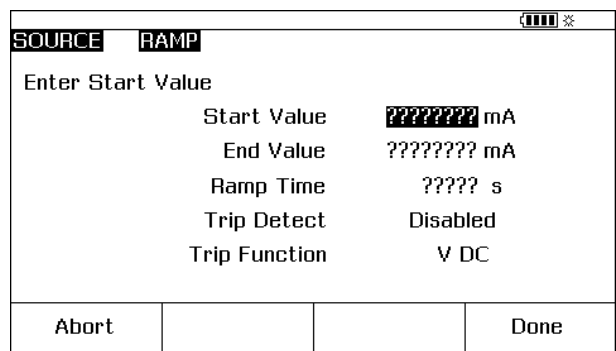 SOURCE RAMP
Enter Start Value
Start Value ???????? mA
End Value ???????? mA
Ramp Time ????? s
Trip Detect Disabled
Trip Function V DC
Abort Done